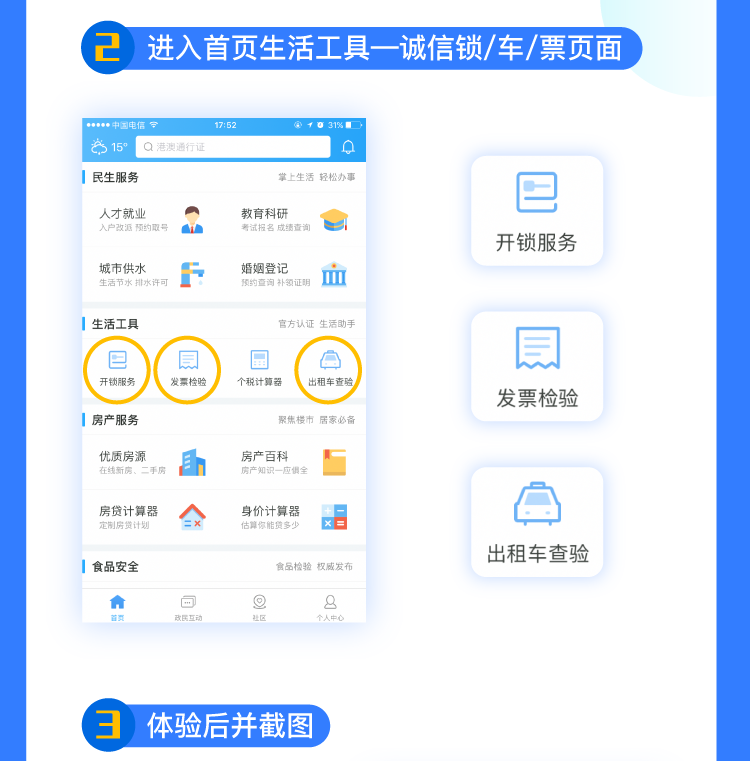 2 进入首页生活工具—诚信锁/车/票页面
中国电信 17:52 31%
15° 港澳通行证
民生服务 掌上生活 轻松办事
人才就业 教育科研
入户改派 预约取号 考试报名 成绩查询
城市供水 婚姻登记
生活节水 排水许可 预约查询 补领证明
生活工具 官方认证 生活助手
开锁服务 发票检验 个税计算器 出租车查验
房产服务 聚焦楼市 居家必备
优质房源 房产百科
在线新房、二手房 房产知识一应俱全
房贷计算器 身价计算器
定制房贷计划 估算你能贷多少
食品安全 食品检验 权威发布
首页 政民互动 社区 个人中心
开锁服务
发票检验
出租车查验
3 体验后并截图